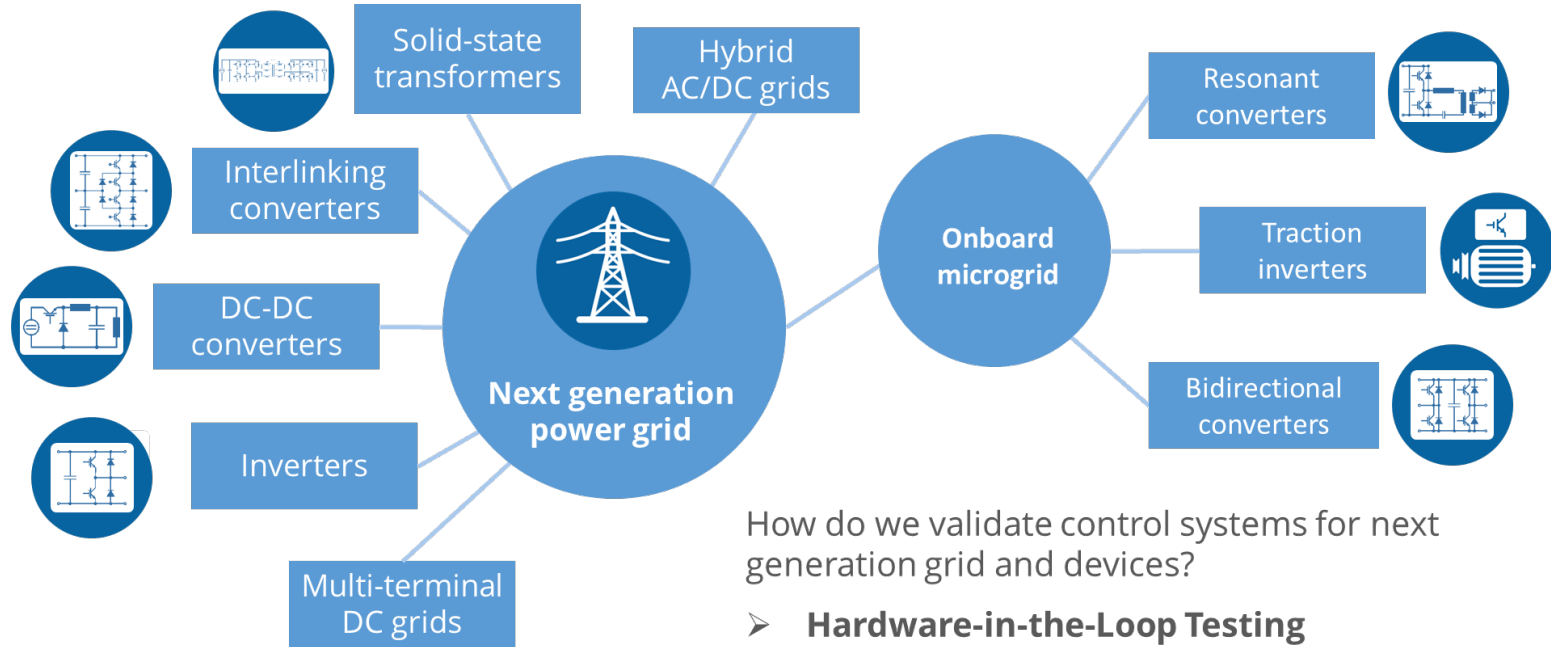 Solid-state
transformers
Hybrid
AC/DC grids
Interlinking
converters
DC-DC
converters
Inverters
Multi-terminal
DC grids
Next generation
power grid
Onboard
microgrid
Resonant
converters
Traction
inverters
Bidirectional
converters
How do we validate control systems for next
generation grid and devices?
➢ Hardware-in-the-Loop Testing